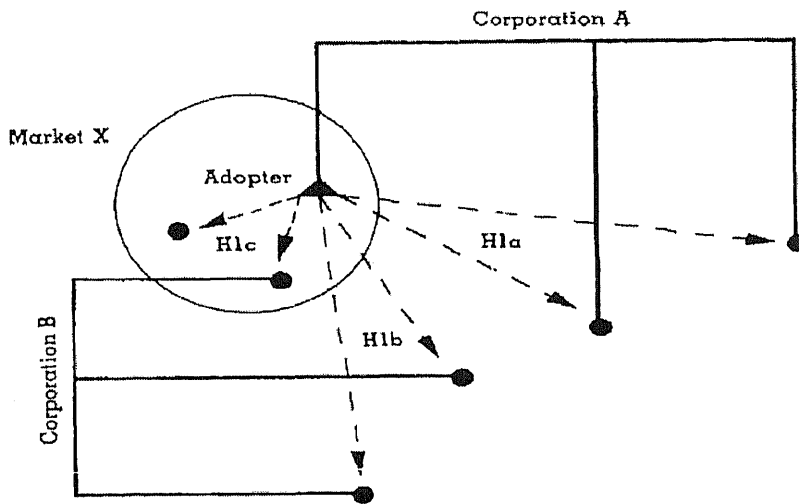 Corporation A
Market X
Adopter
H1c
H1a
H1b
Corporation B